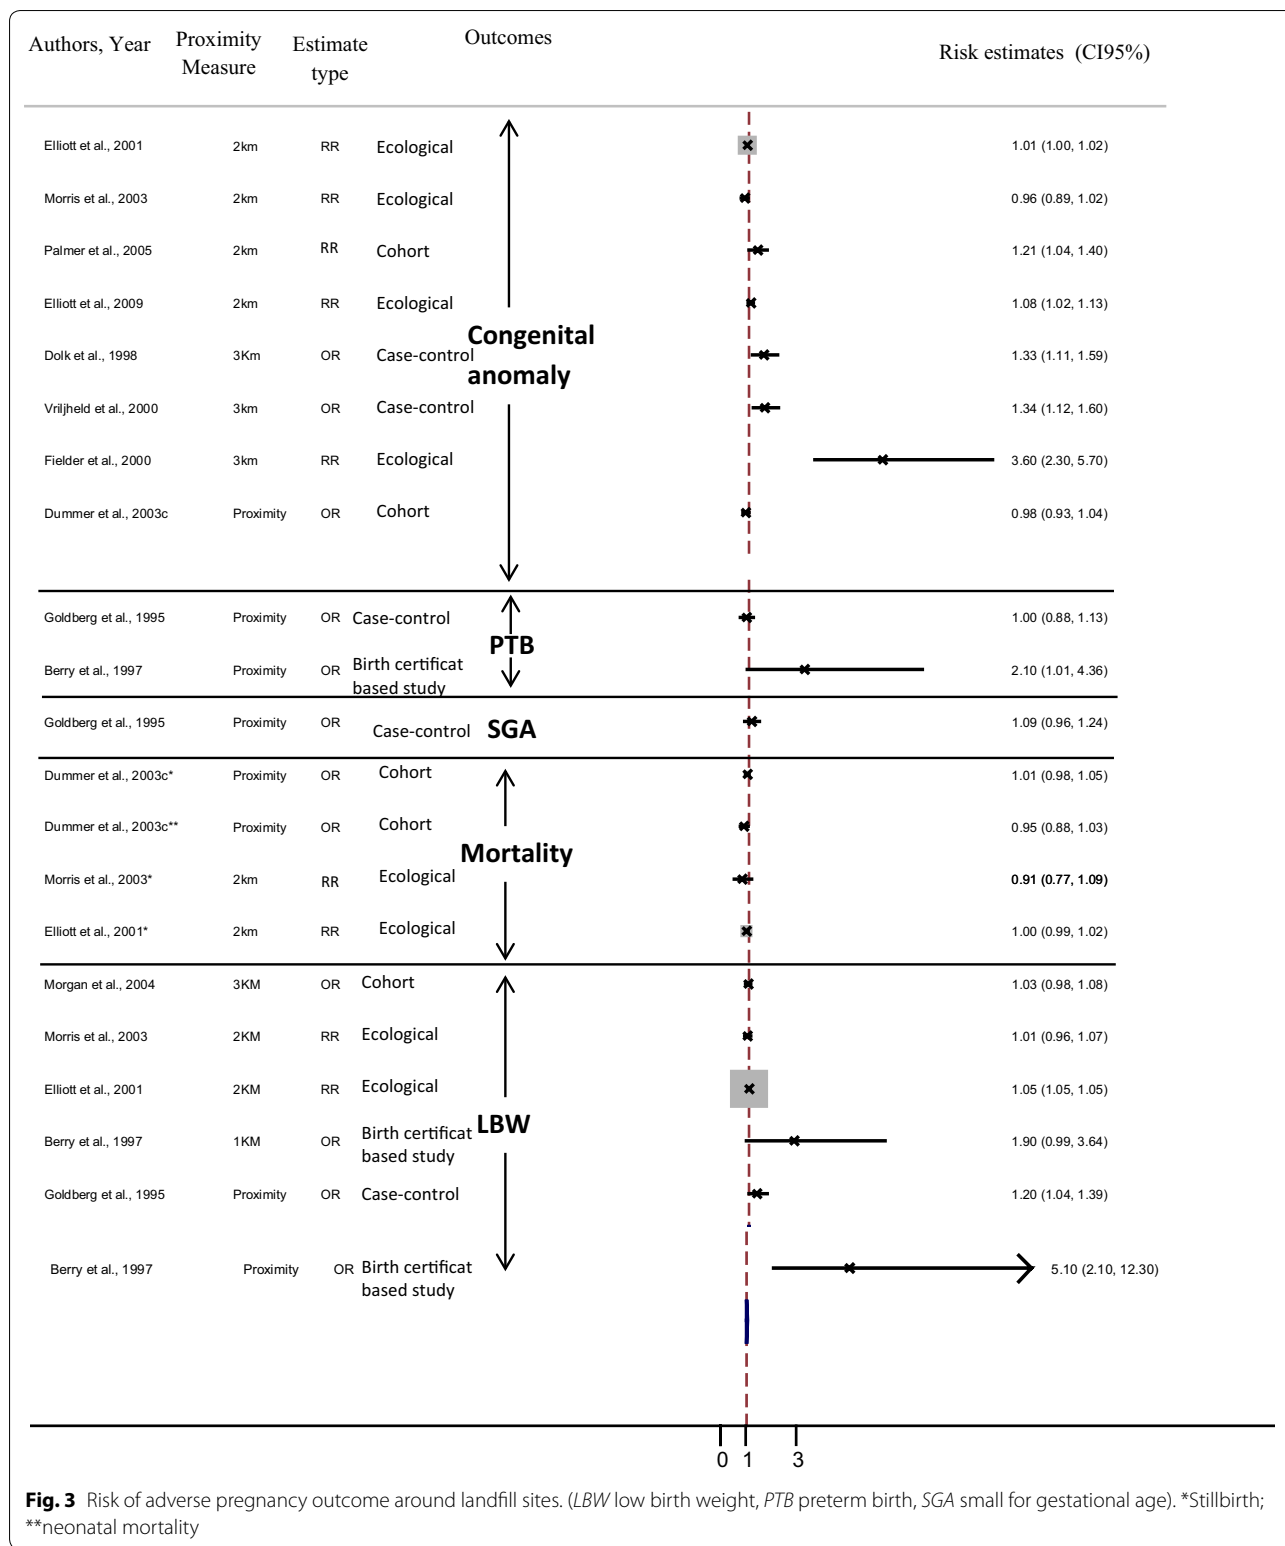 Authors, Year Proximity Measure Estimate type Outcomes Risk estimates (CI95%)
Elliott et al., 2001 2km RR Ecological 1.01 (1.00, 1.02)
Morris et al., 2003 2km RR Ecological 0.96 (0.89, 1.02)
Palmer et al., 2005 2km RR Cohort 1.21 (1.04, 1.40)
Elliott et al., 2009 2km RR Ecological 1.08 (1.02, 1.13)
Congenital anomaly
Dolk et al., 1998 3Km OR Case-control 1.33 (1.11, 1.59)
Vriljheld et al., 2000 3km OR Case-control 1.34 (1.12, 1.60)
Fielder et al., 2000 3km RR Ecological 3.60 (2.30, 5.70)
Dummer et al., 2003c Proximity OR Cohort 0.98 (0.93, 1.04)
Goldberg et al., 1995 Proximity OR Case-control 1.00 (0.88, 1.13)
PTB
Berry et al., 1997 Proximity OR Birth certificat based study 2.10 (1.01, 4.36)
Goldberg et al., 1995 Proximity OR Case-control SGA 1.09 (0.96, 1.24)
Dummer et al., 2003c* Proximity OR Cohort 1.01 (0.98, 1.05)
Dummer et al., 2003c** Proximity OR Cohort 0.95 (0.88, 1.03)
Mortality
Morris et al., 2003* 2km RR Ecological 0.91 (0.77, 1.09)
Elliott et al., 2001* 2km RR Ecological 1.00 (0.99, 1.02)
Morgan et al., 2004 3KM OR Cohort 1.03 (0.98, 1.08)
Morris et al., 2003 2KM RR Ecological 1.01 (0.96, 1.07)
Elliott et al., 2001 2KM RR Ecological 1.05 (1.05, 1.05)
LBW
Berry et al., 1997 1KM OR Birth certificat based study 1.90 (0.99, 3.64)
Goldberg et al., 1995 Proximity OR Case-control 1.20 (1.04, 1.39)
Berry et al., 1997 Proximity OR Birth certificat based study 5.10 (2.10, 12.30)
0 1 3
Fig. 3 Risk of adverse pregnancy outcome around landfill sites. (LBW low birth weight, PTB preterm birth, SGA small for gestational age). *Stillbirth;
**neonatal mortality